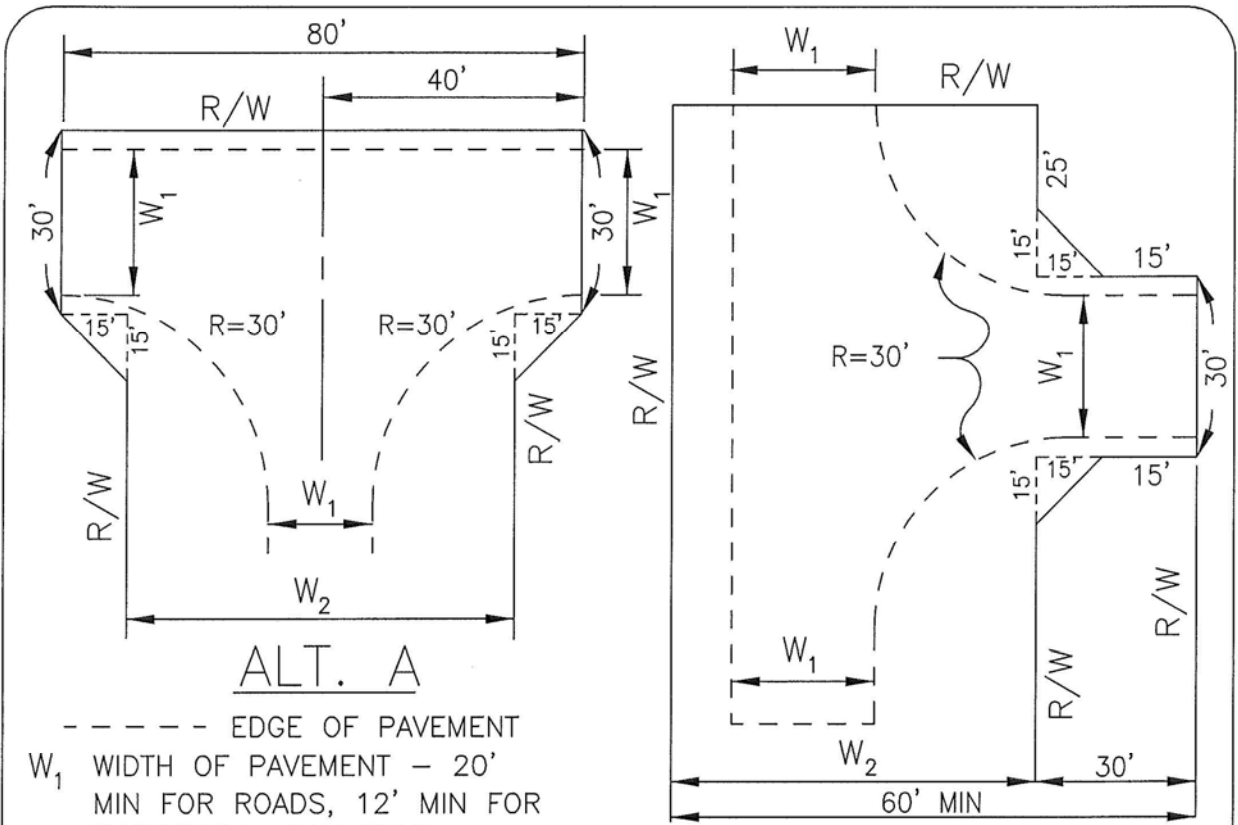 80'
40'
R/W
W₁
30'
30'
W₁
15'
15'
R=30'
R=30'
15'
15'
R/W
R/W
W₁
W₂
ALT. A
EDGE OF PAVEMENT
W₁ WIDTH OF PAVEMENT – 20'
MIN FOR ROADS, 12' MIN FOR
W₁
R/W
25'
15'
15'
15'
R=30'
W₁
30'
R/W
15'
15'
15'
W₁
R/W
R/W
W₂
30'
60' MIN